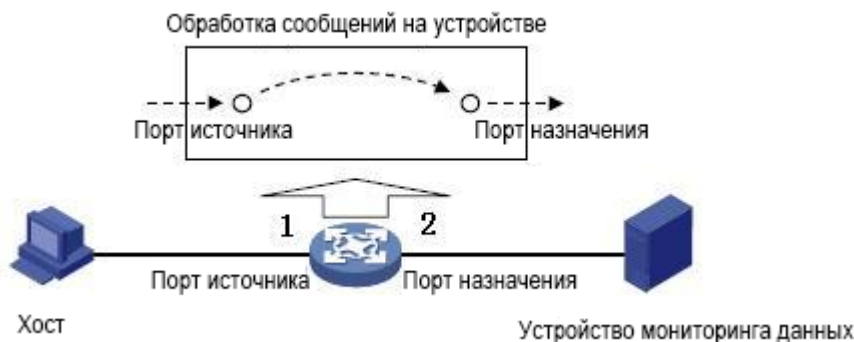 Обработка сообщений на устройстве
Порт источника
Порт назначения
1
2
Порт источника
Порт назначения
Хост
Устройство мониторинга данных